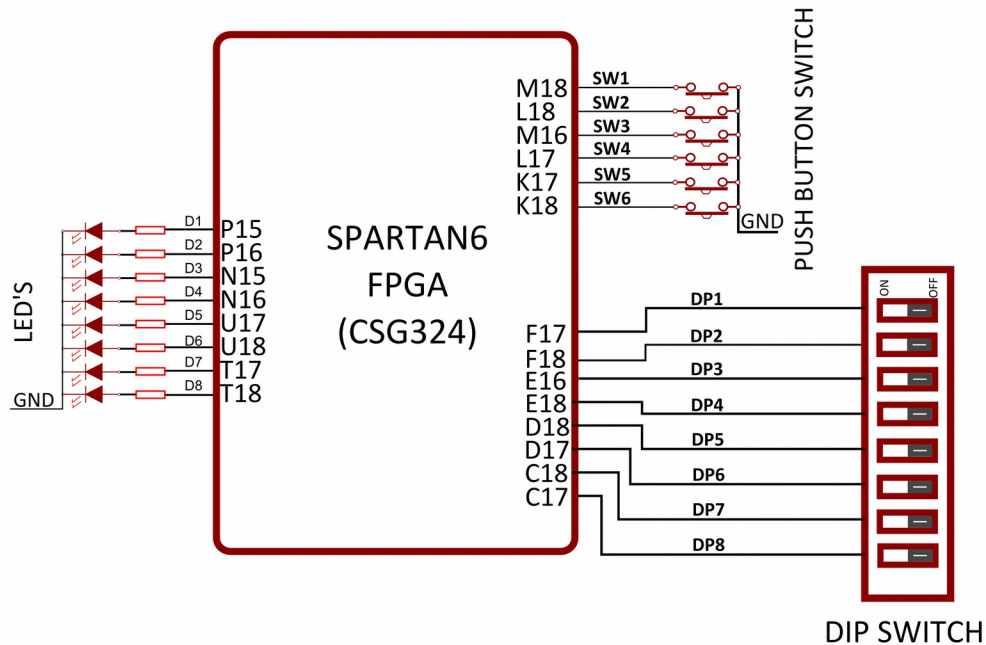 SPARTAN6
FPGA
(CSG324)
LED'S
GND
D1
D2
D3
D4
D5
D6
D7
D8
P15
P16
N15
N16
U17
U18
T17
T18
M18
L18
M16
L17
K17
K18
SW1
SW2
SW3
SW4
SW5
SW6
GND
PUSH BUTTON SWITCH
F17
F18
E16
E18
D18
D17
C18
C17
DP1
DP2
DP3
DP4
DP5
DP6
DP7
DP8
ON
OFF
DIP SWITCH